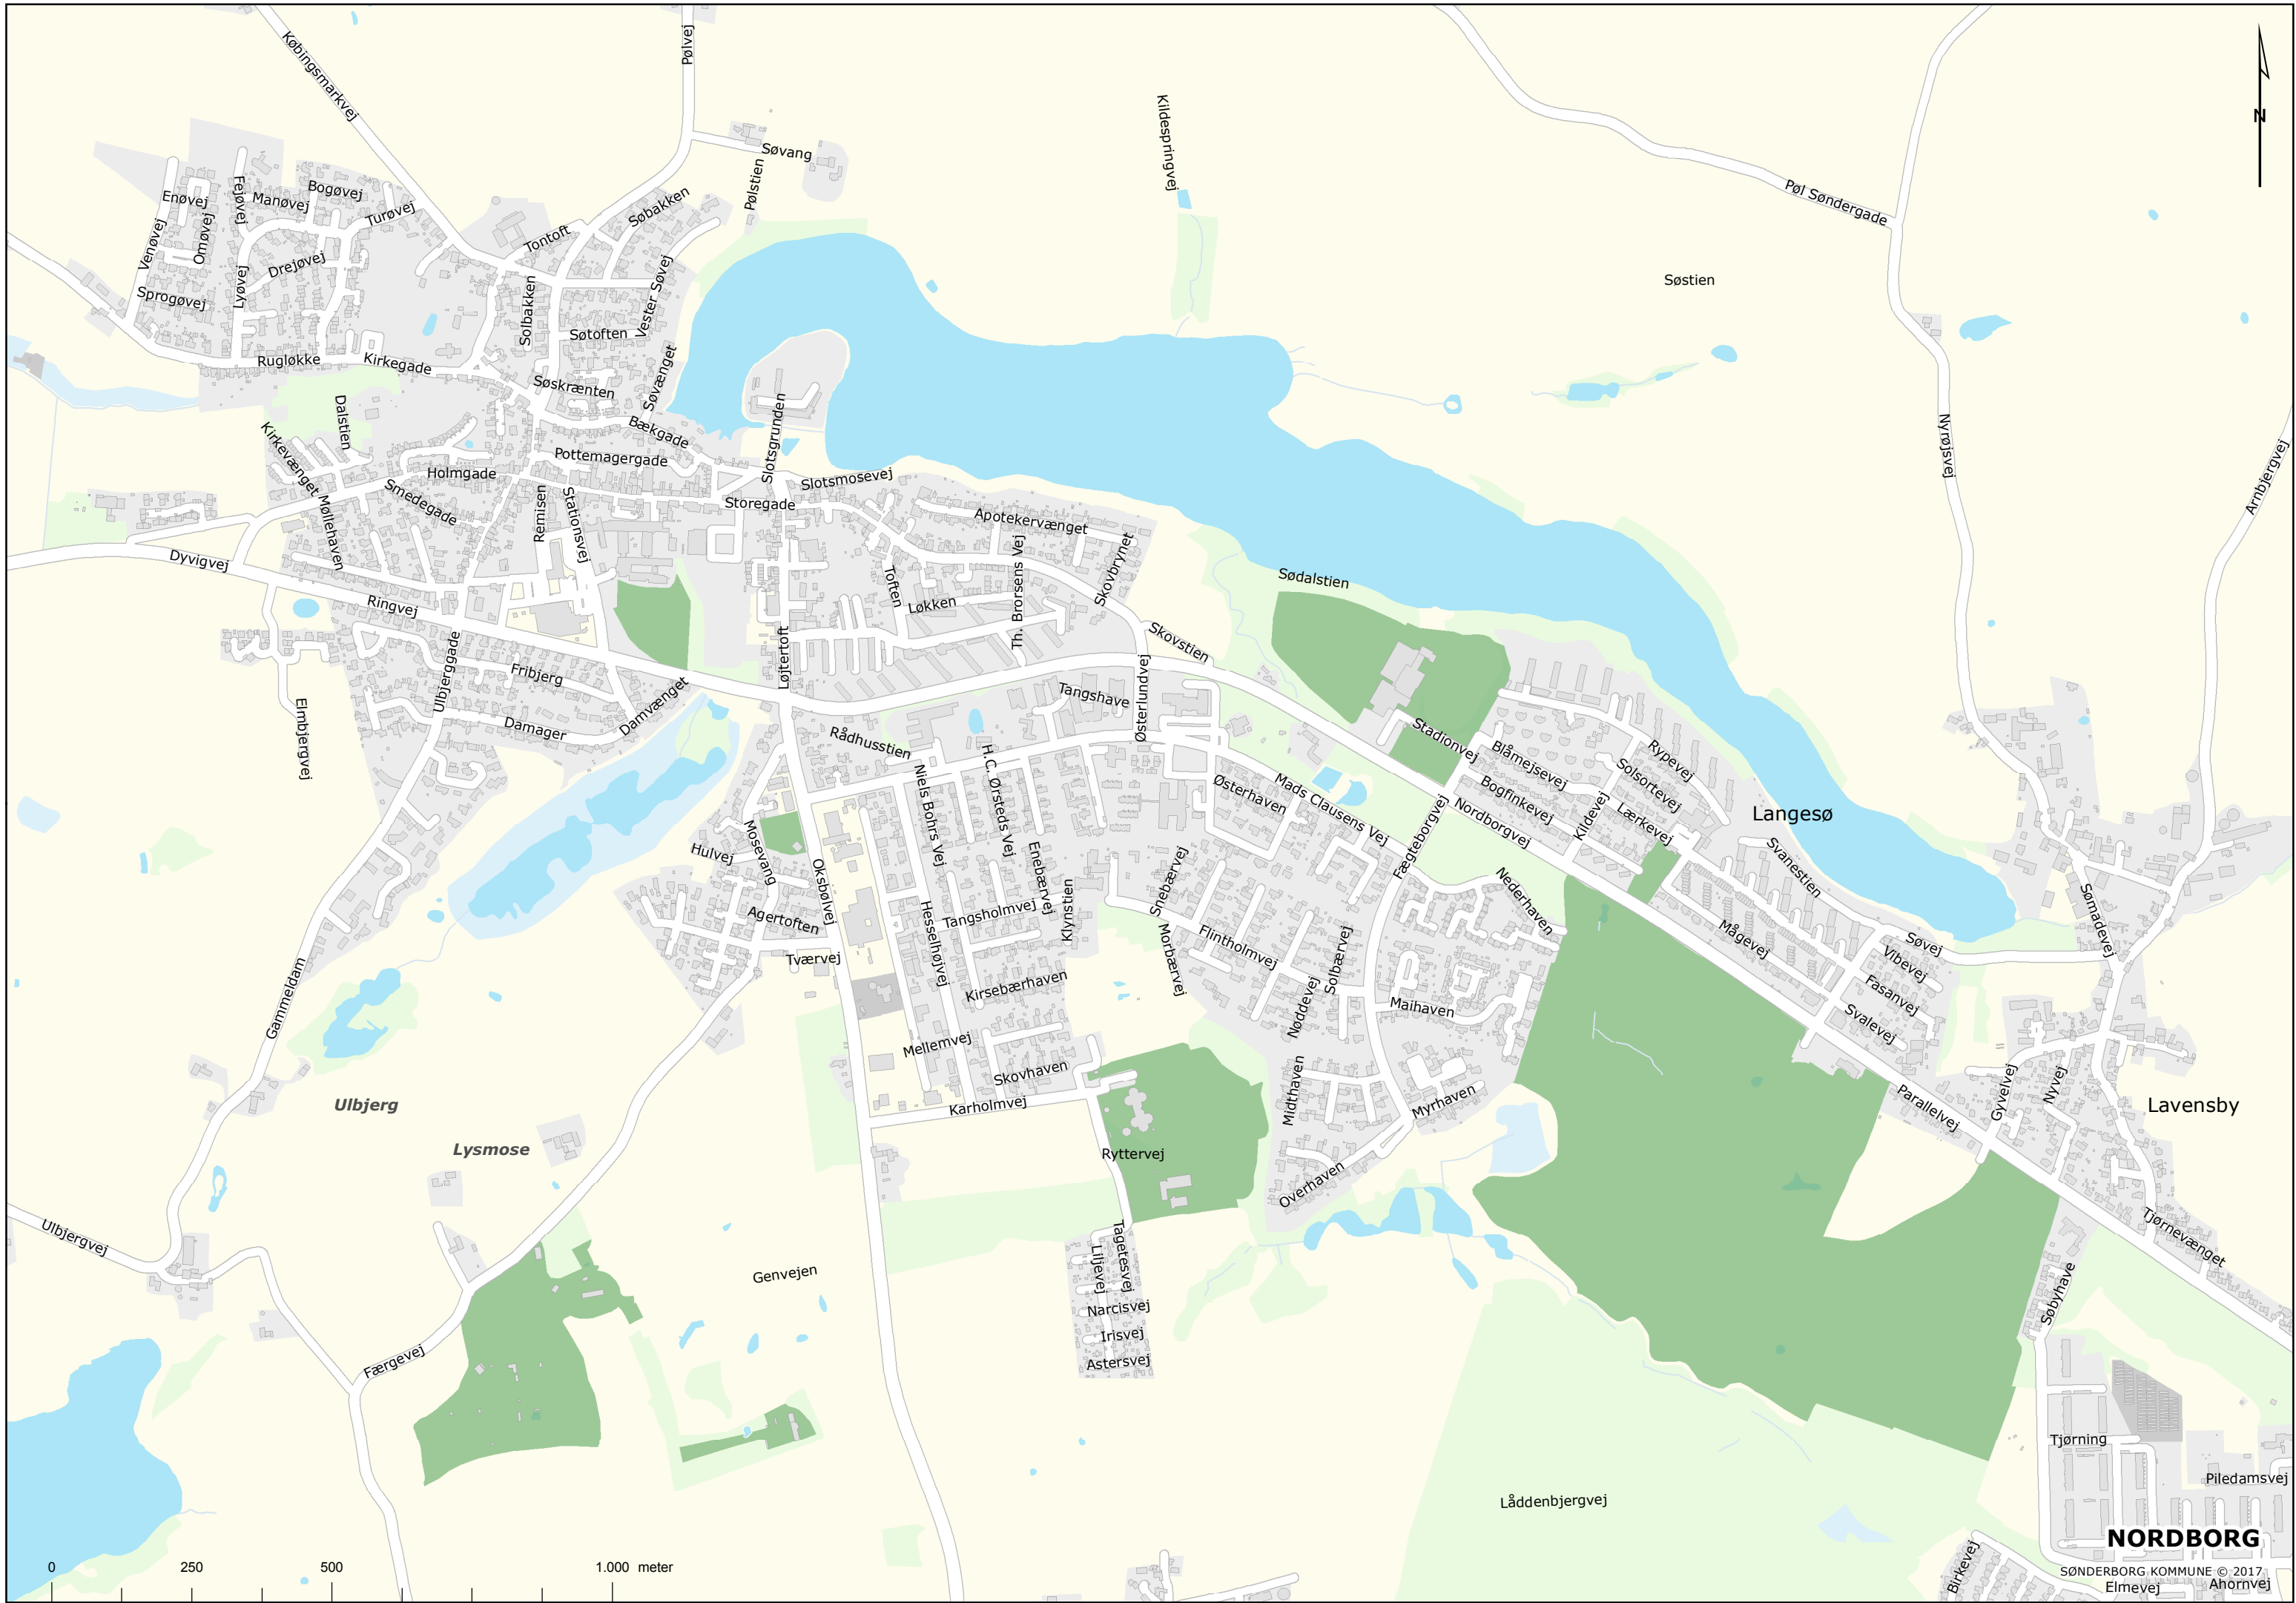 Købingsmarkvej
Pølvej
N
Søvang
Kildespringvej
Pølstien
Enøvej
Fejøvej
Manøvej
Bogøvej
Turøvej
Søbakken
Pøl Søndergade
Venøvej
Omøvej
Tontoft
Drejøvej
Lyøvej
Sprogøvej
Solbakken
Vester Søvej
Søstien
Søtoften
Rugløkke
Kirkegade
Søskrænten
Søvænget
Dalstien
Kirkevænget
Bækgade
Slotsgrunden
Nyrøjsvej
Arnbjergvej
Pottemagergade
Holmgade
Slotsmosevej
Smedegade
Møllehaven
Remisen
Stationsvej
Storegade
Apotekervænget
Skovbrynet
Th. Brorsens Vej
Dyvigvej
Toften
Sødalstien
Ringvej
Løkken
Skovstien
Ulbjerggade
Fribjerg
Løjtertoft
Damvænget
Tangshave
Østerlundvej
Elmbjergvej
Damager
Rådhusstien
Stadionvej
Blåmejsevej
Rypevej
Solsortevej
Niels Bohrs Vej
H.C. Ørsteds Vej
Østerhaven
Mads Clausens Vej
Bogfinkevej
Nordborgvej
Kildevej
Lærkevej
Langesø
Mosevang
Hulvej
Oksbølvej
Enebærvej
Snebærvej
Fægteborgvej
Svanestien
Nederhaven
Klynstien
Agertoften
Tangsholmvej
Hesselhøjvej
Sømadevej
Tværvej
Morbærvej
Flintholmvej
Solbærvej
Mågevej
Søvej
Vibevej
Gammeldam
Kirsebærhaven
Nøddevej
Maihaven
Fasanvej
Svalevej
Mellemvej
Skovhaven
Midthaven
Gyvelvej
Nyvej
Ulbjerg
Karholmvej
Myrhaven
Parallelvej
Lavensby
Lysmose
Ryttervej
Overhaven
Ulbjergvej
Tagetesvej
Liljevej
Tjørnevænget
Genvejen
Søbyhave
Narcisvej
Irisvej
Astersvej
Færgevej
Tjørning
Piledamsvej
Låddenbjergvej
NORDBORG
0 250 500 1.000 meter
SØNDERBORG KOMMUNE © 2017
Birkevej
Elmevej
Ahornvej